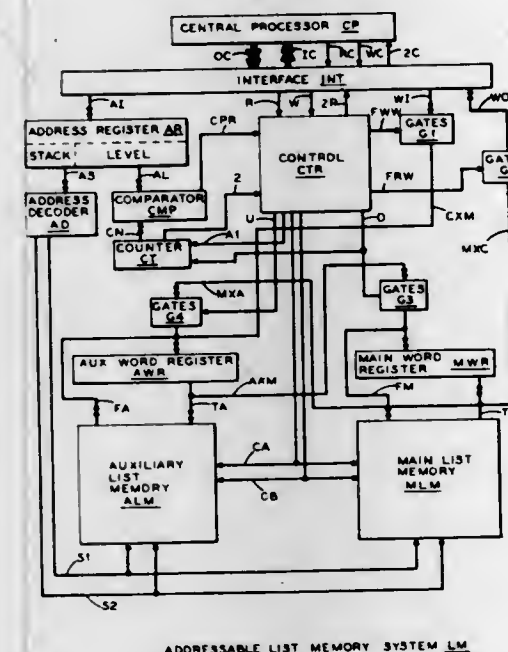 CENTRAL PROCESSOR CP
OC IC RC WC 2C
INTERFACE INT
AI R W 2R WI
ADDRESS REGISTER AR
STACK LEVEL
CPR
FWW
GATES G1
CONTROL CTR
AS AL
2
FRW
ADDRESS DECODER AD
COMPARATOR CMP
CN
COUNTER CT
U A1 O
CXM
MXC
MXA
GATES G4
GATES G3
AUX WORD REGISTER AWR
AXM
MAIN WORD REGISTER MWR
FA TA FM
AUXILIARY LIST MEMORY ALM
CA
CB
MAIN LIST MEMORY MLM
S1
S2
ADDRESSABLE LIST MEMORY SYSTEM LM